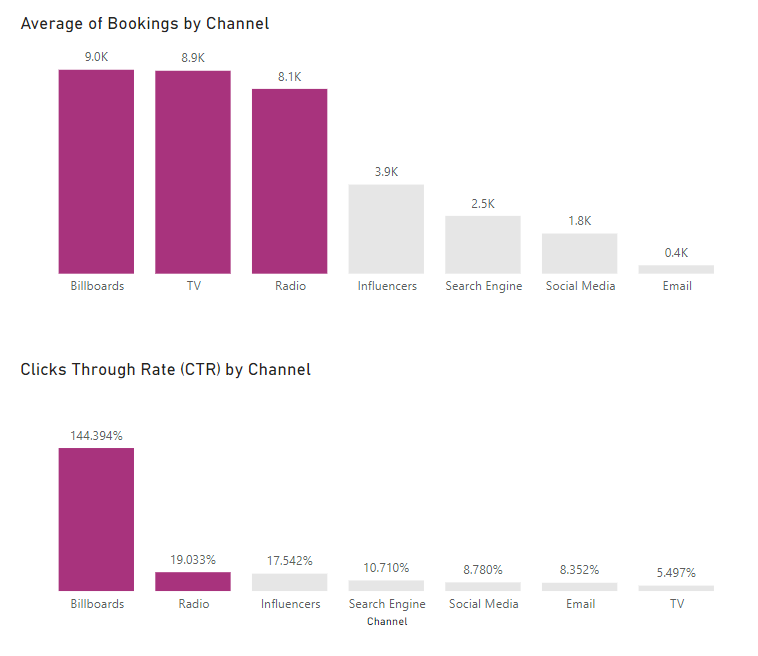 Average of Bookings by Channel
9.0K 8.9K 8.1K 3.9K 2.5K 1.8K 0.4K
Billboards TV Radio Influencers Search Engine Social Media Email
Clicks Through Rate (CTR) by Channel
144.394% 19.033% 17.542% 10.710% 8.780% 8.352% 5.497%
Billboards Radio Influencers Search Engine Social Media Email TV
Channel